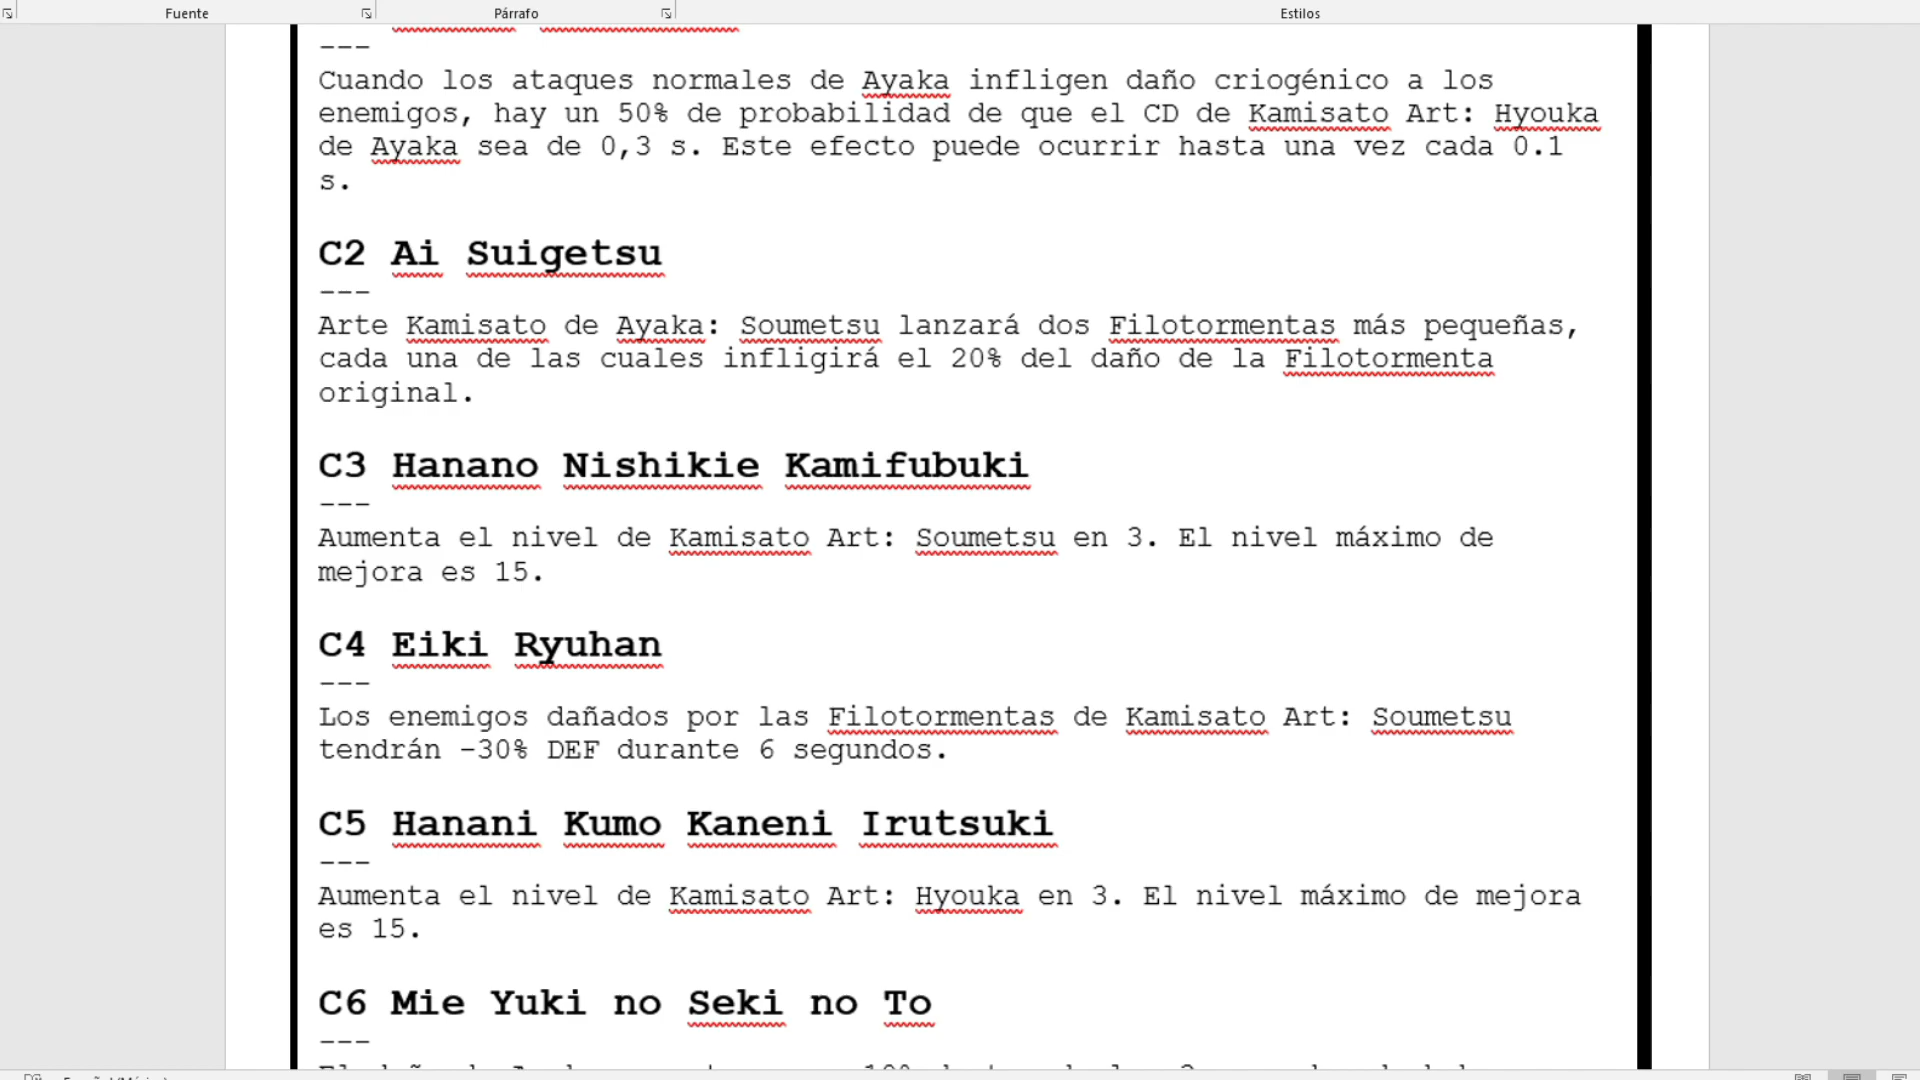 Fuente Párrafo Estilos
---
Cuando los ataques normales de Ayaka infligen daño criogénico a los
enemigos, hay un 50% de probabilidad de que el CD de Kamisato Art: Hyouka
de Ayaka sea de 0,3 s. Este efecto puede ocurrir hasta una vez cada 0.1
s.
C2 Ai Suigetsu
---
Arte Kamisato de Ayaka: Soumetsu lanzará dos Filotormentas más pequeñas,
cada una de las cuales infligirá el 20% del daño de la Filotormenta
original.
C3 Hanano Nishikie Kamifubuki
---
Aumenta el nivel de Kamisato Art: Soumetsu en 3. El nivel máximo de
mejora es 15.
C4 Eiki Ryuhan
---
Los enemigos dañados por las Filotormentas de Kamisato Art: Soumetsu
tendrán -30% DEF durante 6 segundos.
C5 Hanani Kumo Kaneni Irutsuki
---
Aumenta el nivel de Kamisato Art: Hyouka en 3. El nivel máximo de mejora
es 15.
C6 Mie Yuki no Seki no To
---